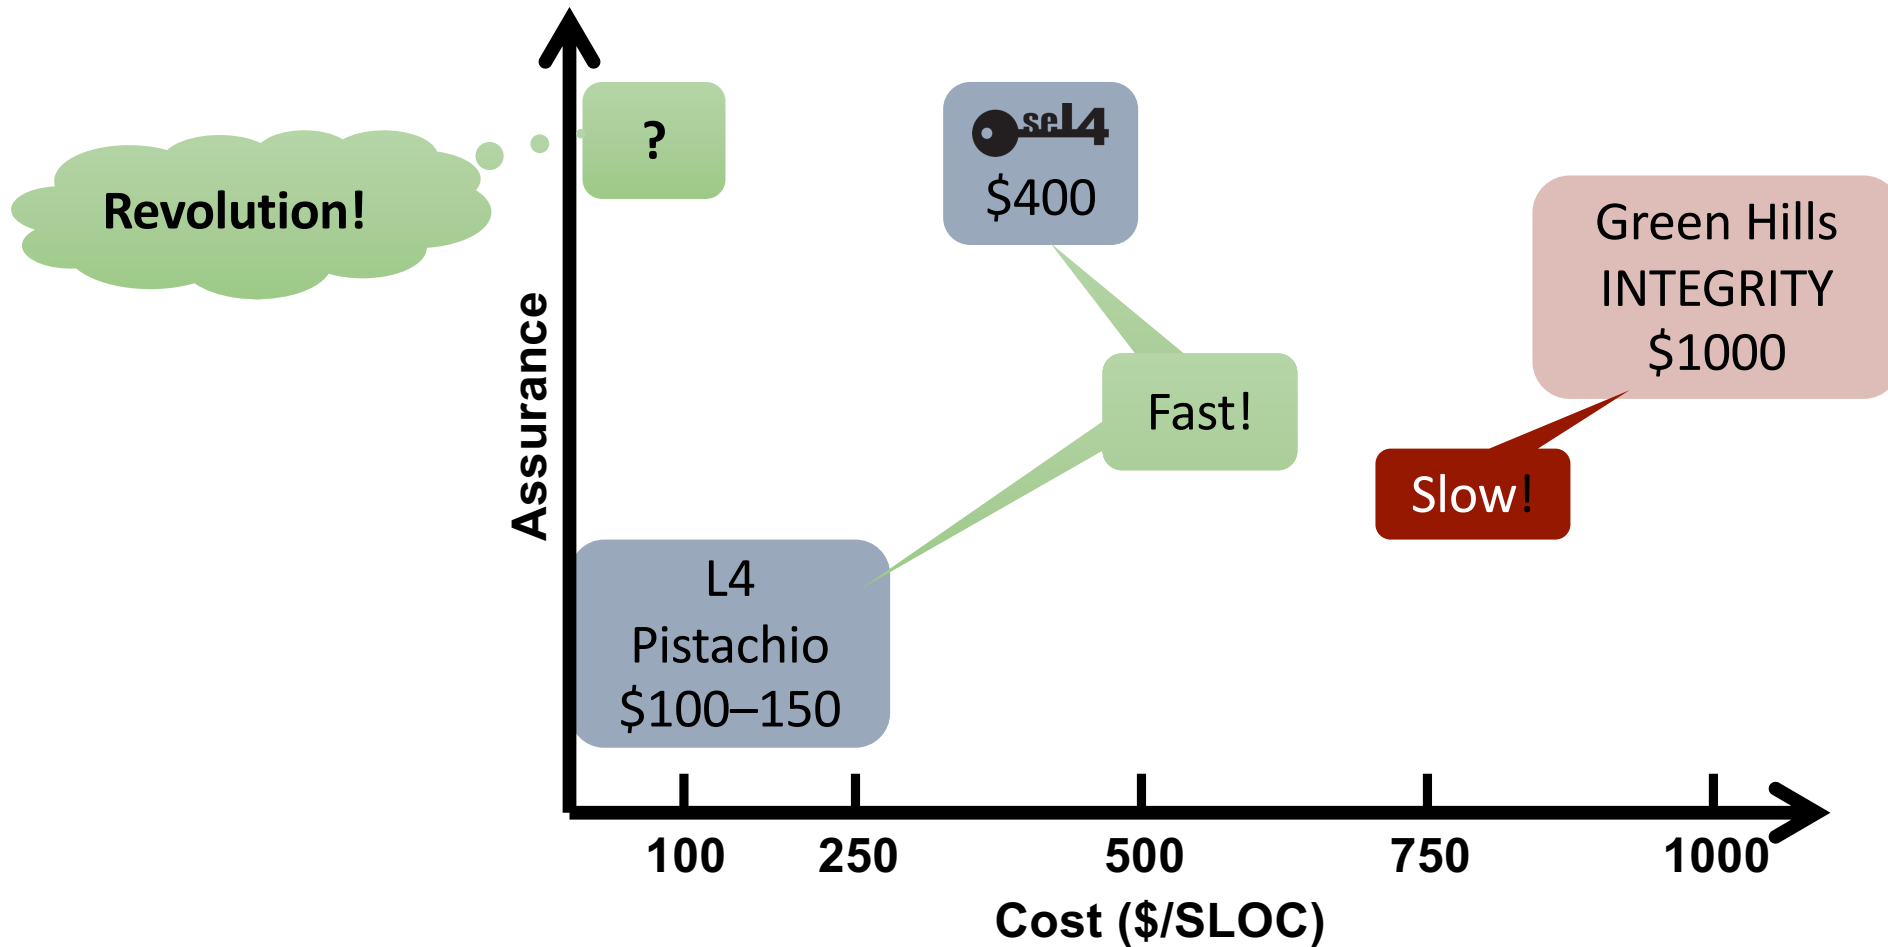 ?
Revolution!
seL4
$400
Green Hills
INTEGRITY
$1000
Fast!
Slow!
L4
Pistachio
$100–150
Assurance
100 250 500 750 1000
Cost ($/SLOC)